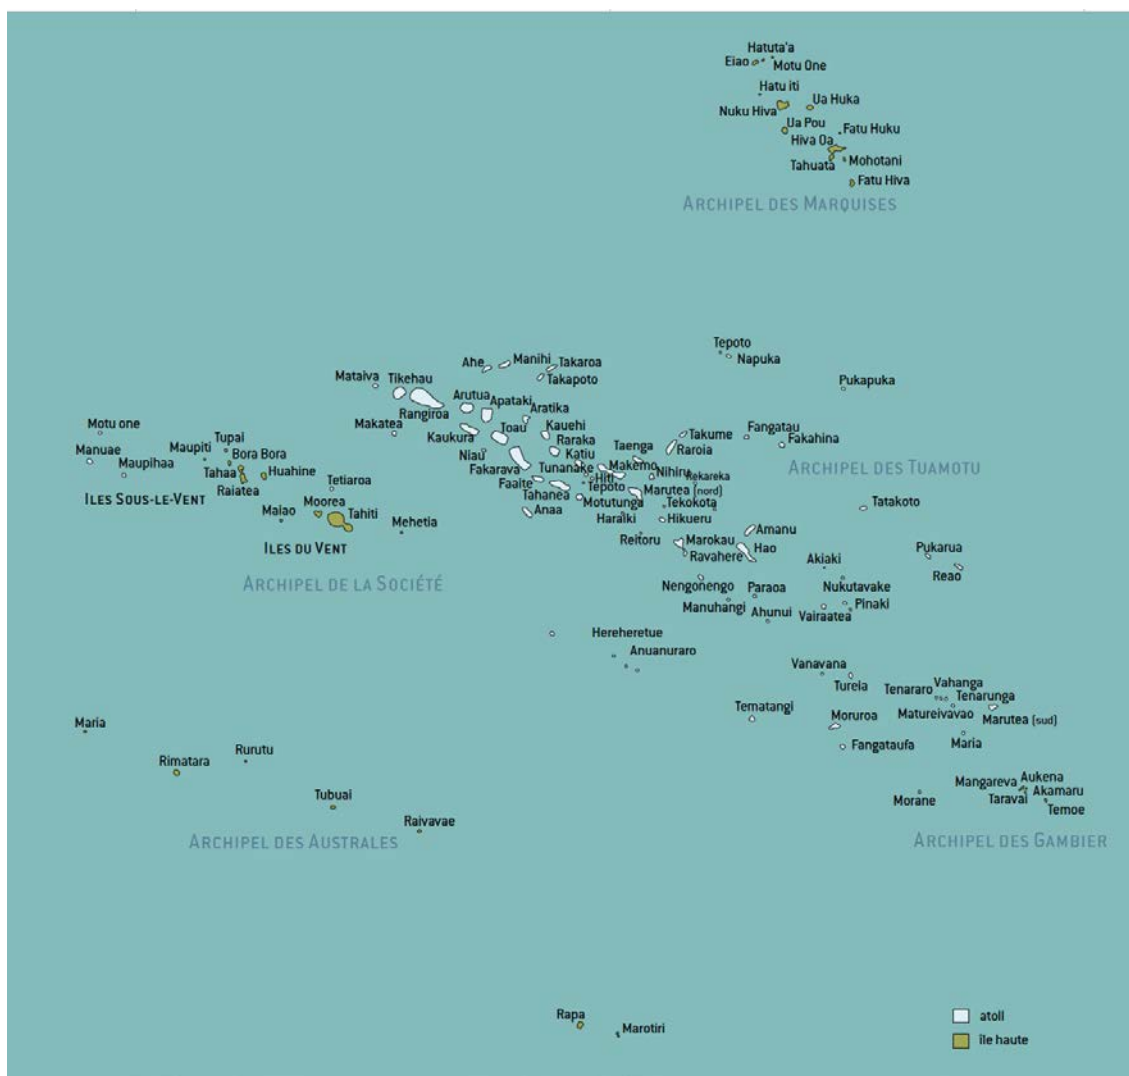 Hatuta'a
Eiao
Motu One
Hatu iti
Nuku Hiva
Ua Huka
Ua Pou
Fatu Huku
Hiva Oa
Tahuata
Mohotani
Fatu Hiva
ARCHIPEL DES MARQUISES
Tepoto
Napuka
Pukapuka
Ahe
Manihi
Takaroa
Takapoto
Mataiva
Tikehau
Rangiroa
Arutua
Apataki
Aratika
Makatea
Kaukura
Toau
Kauehi
Niau
Raraka
Fakarava
Katiu
Taenga
Takume
Raroia
Fangatau
Fakahina
Tunanake
Makemo
Nihiru
Rekareka
Hiti
Tepoto
Faaite
Tahanea
Motutunga
Marutea (nord)
Tekokota
Anaa
Haraiki
Hikueru
Reitoru
Marokau
Ravahere
Amanu
Hao
ARCHIPEL DES TUAMOTU
Tatakoto
Pukarua
Reao
Akiaki
Nukutavake
Nengonengo
Paraoa
Manuhangi
Ahunui
Vairaatea
Pinaki
Motu one
Manuae
Maupihaa
Maupiti
Tupai
Bora Bora
Tahaa
Huahine
Raiatea
ILES SOUS-LE-VENT
Tetiaroa
Moorea
Maiao
Tahiti
Mehetia
ILES DU VENT
ARCHIPEL DE LA SOCIÉTÉ
Hereheretue
Anuanuraro
Vanavana
Tureia
Tenararo
Vahanga
Tenarunga
Tematangi
Moruroa
Matureivavao
Marutea (sud)
Fangataufa
Maria
Morane
Mangareva
Aukena
Akamaru
Taravai
Temoe
ARCHIPEL DES GAMBIER
Maria
Rimatara
Rurutu
Tubuai
Raivavae
ARCHIPEL DES AUSTRALES
Rapa
Marotiri
atoll
île haute